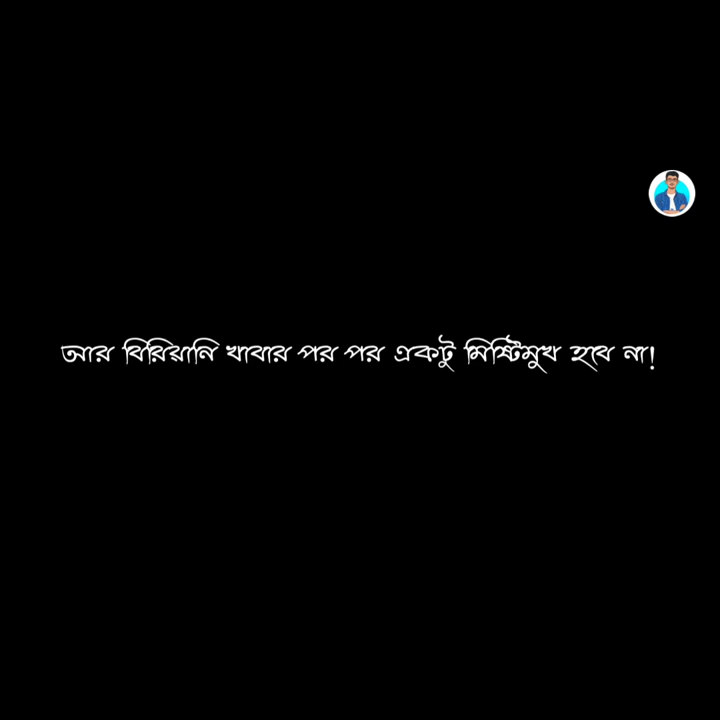 আর বিরিয়ানি খাবার পর পর একটু মিষ্টিমুখ হবে না!